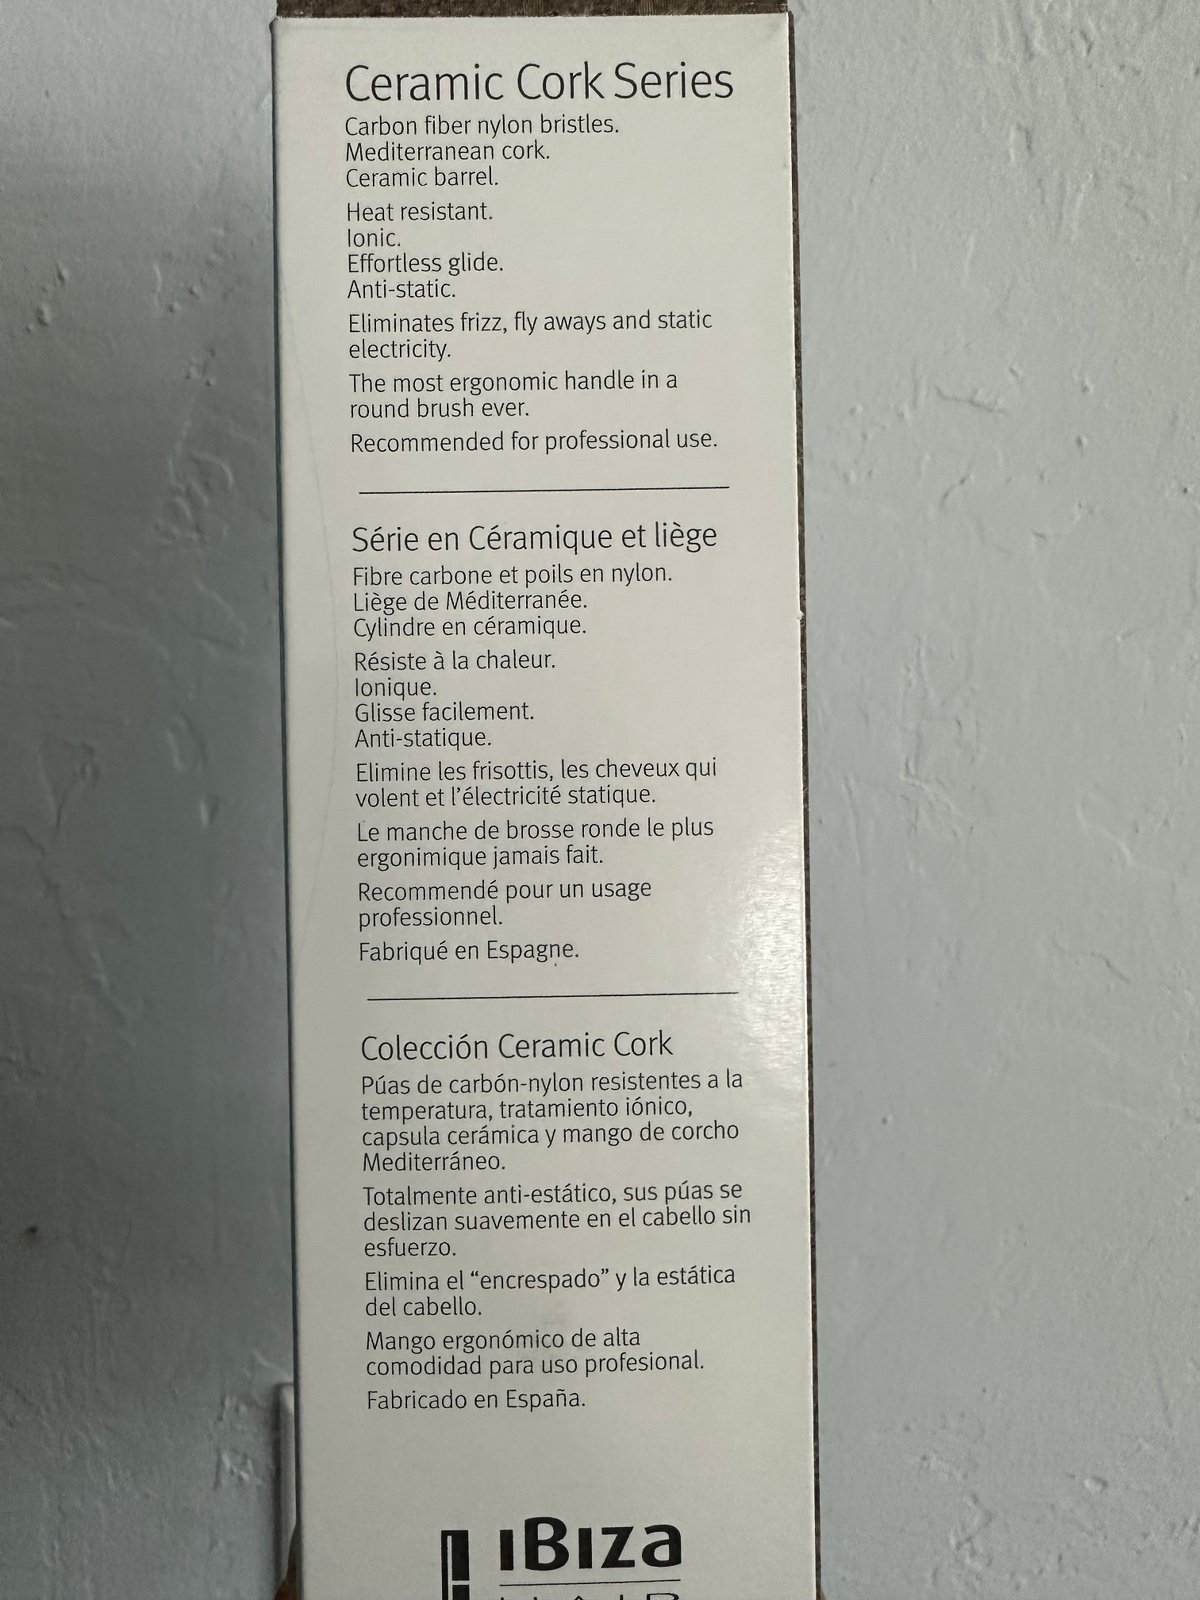 Ceramic Cork Series
Carbon fiber nylon bristles.
Mediterranean cork.
Ceramic barrel.
Heat resistant.
Ionic.
Effortless glide.
Anti-static.
Eliminates frizz, fly aways and static
electricity.
The most ergonomic handle in a
round brush ever.
Recommended for professional use.
Série en Céramique et liège
Fibre carbone et poils en nylon.
Liège de Méditerranée.
Cylindre en céramique.
Résiste à la chaleur.
Ionique.
Glisse facilement.
Anti-statique.
Elimine les frisottis, les cheveux qui
volent et l'électricité statique.
Le manche de brosse ronde le plus
ergonimique jamais fait.
Recommendé pour un usage
professionnel.
Fabriqué en Espagne.
Colección Ceramic Cork
Púas de carbón-nylon resistentes a la
temperatura, tratamiento iónico,
capsula cerámica y mango de corcho
Mediterráneo.
Totalmente anti-estático, sus púas se
deslizan suavemente en el cabello sin
esfuerzo.
Elimina el “encrespado” y la estática
del cabello.
Mango ergonómico de alta
comodidad para uso profesional.
Fabricado en España.
iBiza